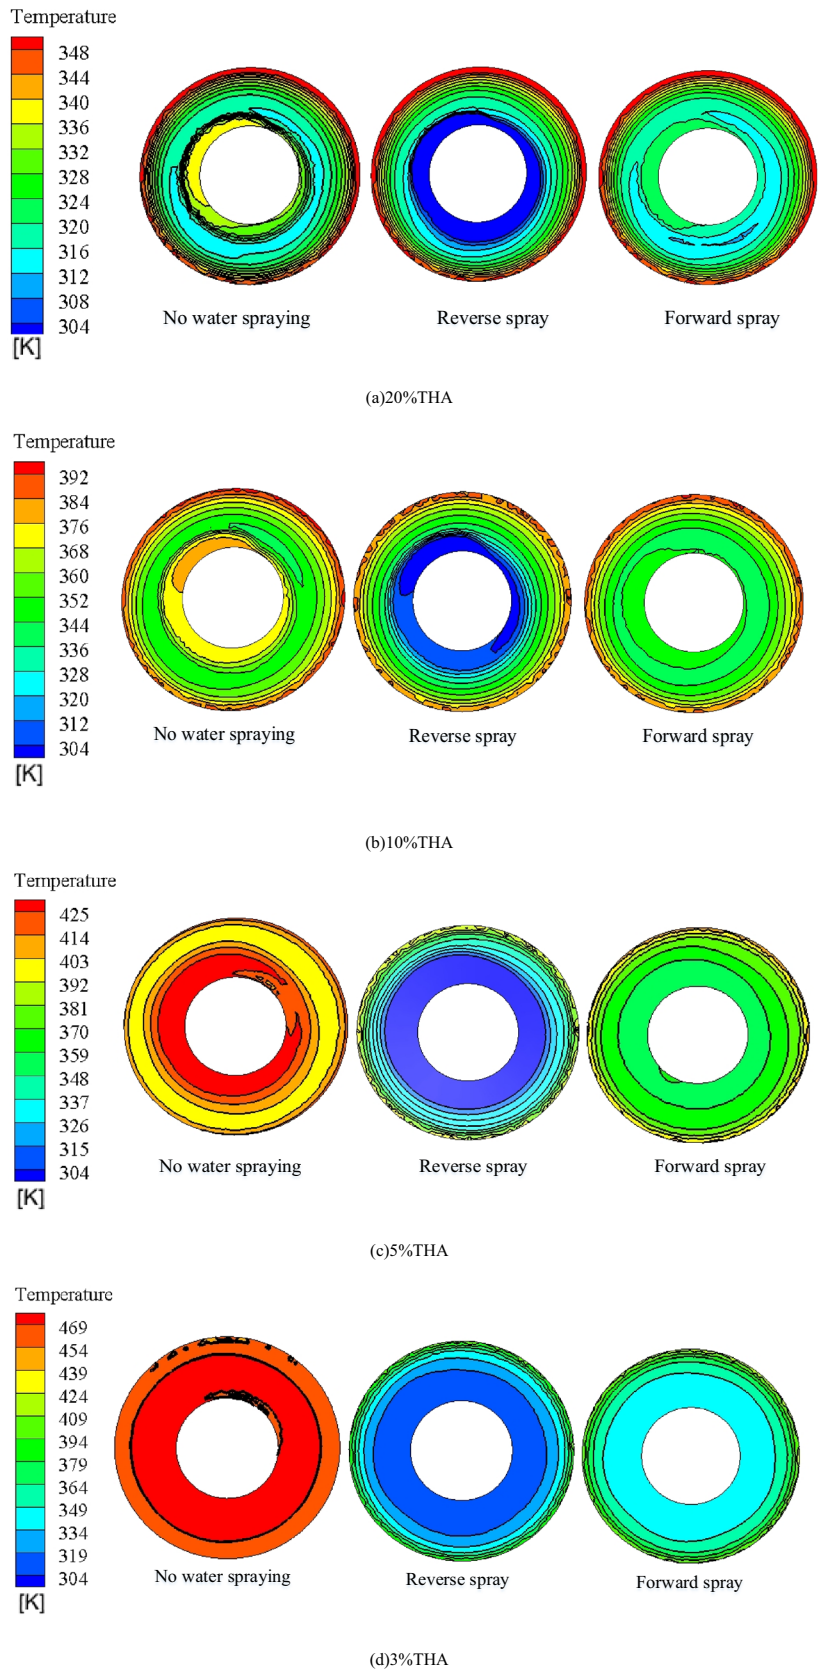 Temperature
348
344
340
336
332
328
324
320
316
312
308
304
[K]
No water spraying
Reverse spray
Forward spray
(a)20%THA
Temperature
392
384
376
368
360
352
344
336
328
320
312
304
[K]
No water spraying
Reverse spray
Forward spray
(b)10%THA
Temperature
425
414
403
392
381
370
359
348
337
326
315
304
[K]
No water spraying
Reverse spray
Forward spray
(c)5%THA
Temperature
469
454
439
424
409
394
379
364
349
334
319
304
[K]
No water spraying
Reverse spray
Forward spray
(d)3%THA